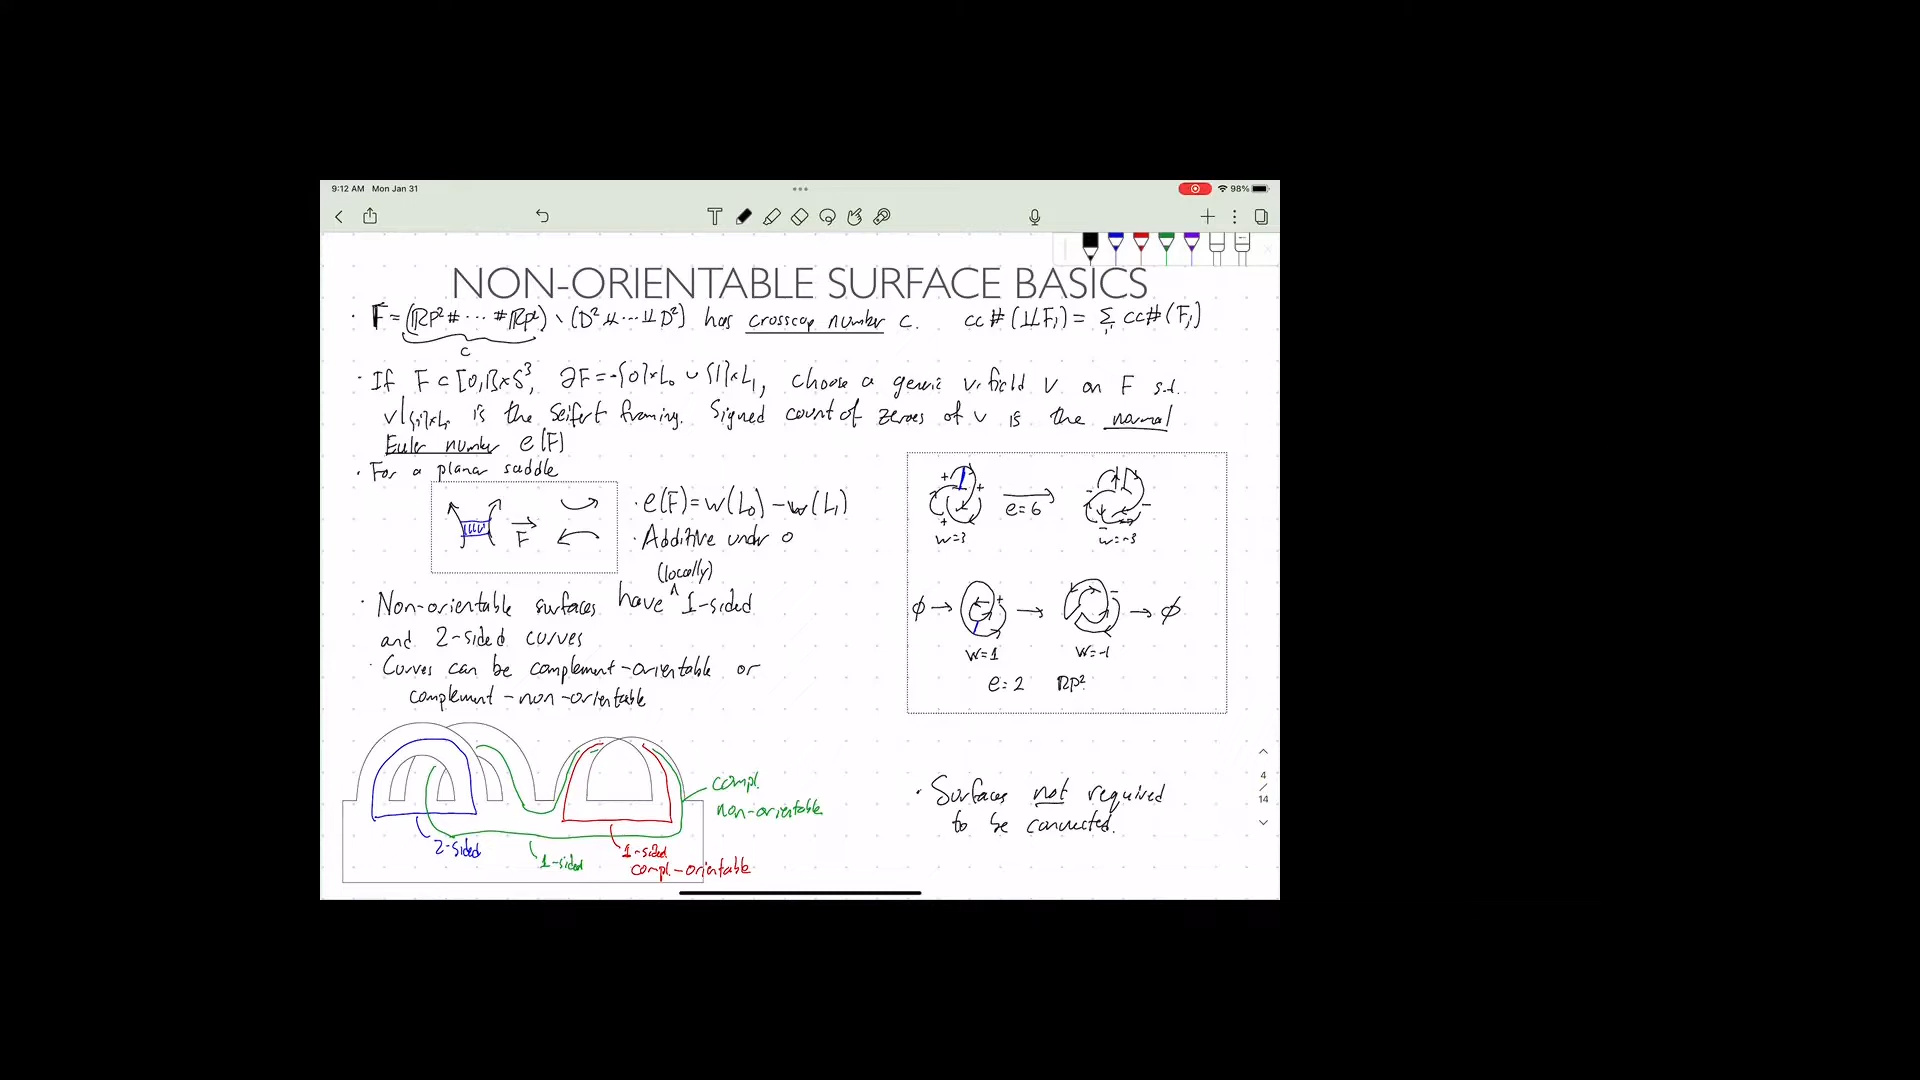 9:12 AM Mon Jan 31
98%
NON-ORIENTABLE SURFACE BASICS
· F = (RP² # ··· # RP²) \ (D² ⨿ ··· ⨿ D²) has crosscap number c. cc#(⨿Fᵢ) = Σᵢ cc#(Fᵢ)
c
· If F ⊂ [0,1]×S³, ∂F = -{0}×L₀ ∪ {1}×L₁, choose a generic v. field v on F s.t.
v|{i}×Lᵢ is the Seifert framing. Signed count of zeroes of v is the normal
Euler number e(F)
· For a planar saddle
F
· e(F) = w(L₀) - w(L₁)
· Additive under o
(locally)
· Non-orientable surfaces have ^ 1-sided
and 2-sided curves
· Curves can be complement-orientable or
complement-non-orientable
+ + +
e=6
- - -
w=3
w=-3
∅ → + → - → ∅
w=1
w=-1
e=2 RP²
compl.
non-orientable
2-sided
1-sided
1-sided
compl-orientable
· Surfaces not required
to be connected.
4
/
14